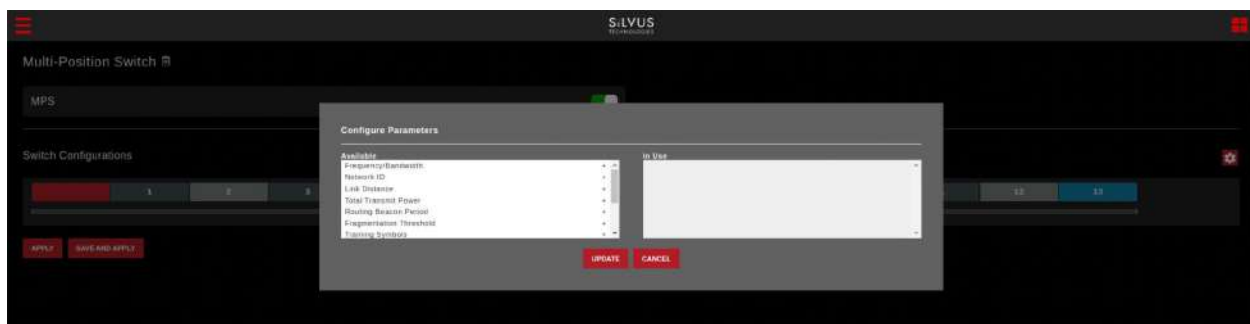 SiLVUS
TECHNOLOGIES
Multi-Position Switch
MPS
Configure Parameters
Switch Configurations
Available
In Use
Frequency/Bandwidth
Network ID
Link Distance
Total Transmit Power
Routing Beacon Period
Fragmentation Threshold
Training Symbols
1 2 3 12 13
APPLY SAVE AND APPLY
UPDATE CANCEL